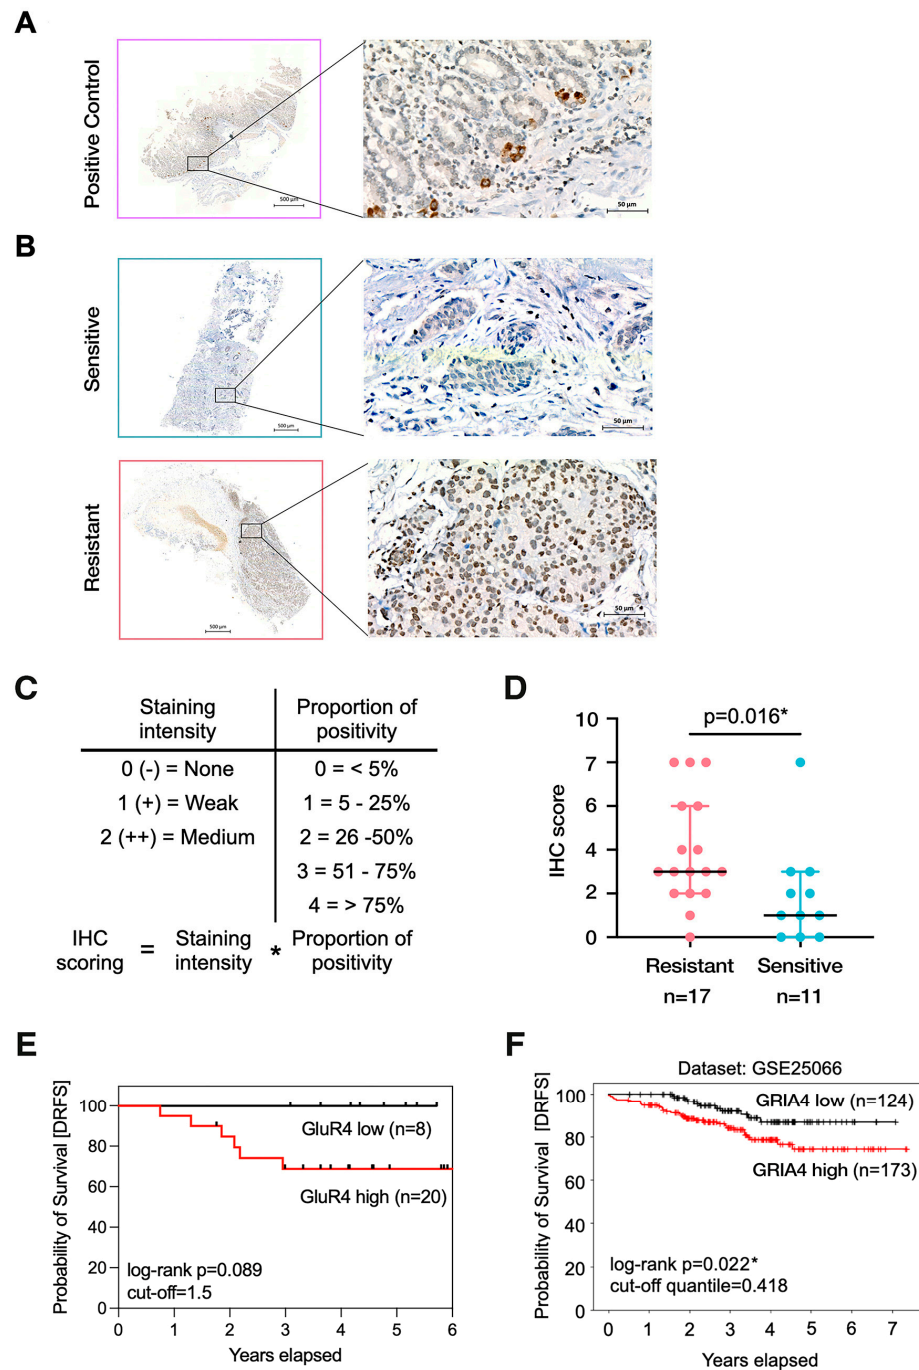 A
Positive Control
500 µm
50 µm
B
Sensitive
500 µm
50 µm
Resistant
500 µm
50 µm
C
Staining
intensity
Proportion of
positivity
0 (-) = None
0 = < 5%
1 (+) = Weak
1 = 5 - 25%
2 (++) = Medium
2 = 26 -50%
3 = 51 - 75%
4 = > 75%
IHC
scoring
=
Staining
intensity
*
Proportion of
positivity
D
p=0.016*
IHC score
10
7
6
4
2
0
Resistant
Sensitive
n=17
n=11
E
Probability of Survival [DRFS]
100
80
60
40
20
0
GluR4 low (n=8)
GluR4 high (n=20)
log-rank p=0.089
cut-off=1.5
0 1 2 3 4 5 6
Years elapsed
F
Dataset: GSE25066
Probability of Survival [DRFS]
100
80
60
40
20
0
GRIA4 low (n=124)
GRIA4 high (n=173)
log-rank p=0.022*
cut-off quantile=0.418
0 1 2 3 4 5 6 7
Years elapsed